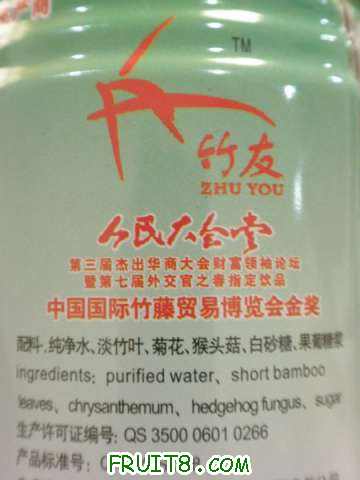 产商
TM
竹友
ZHU YOU
人民大会堂
第三届杰出华商大会财富领袖论坛
暨第七届外交官之春指定饮品
中国国际竹藤贸易博览会金奖
配料:纯净水、淡竹叶、菊花、猴头菇、白砂糖、果葡糖浆
ingredients: purified water、short bamboo
leaves、chrysanthemum、hedgehog fungus、sugar
生产许可证编号: QS 3500 0601 0266
产品标准号:
FRUIT8.COM